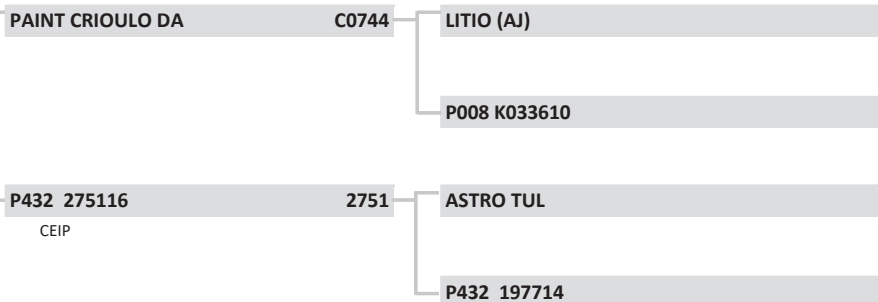 PAINT CRIOULO DA C0744 LITIO (AJ)
P008 K033610
P432 275116 2751 ASTRO TUL
CEIP
P432 197714